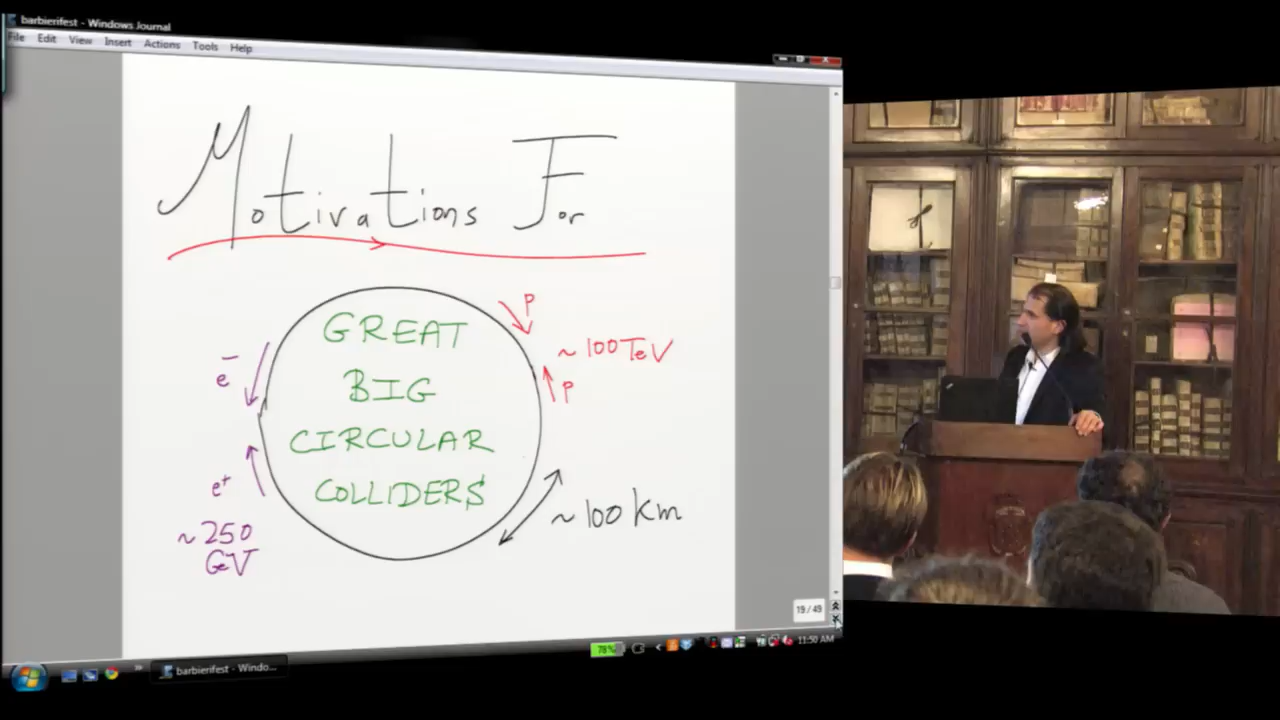 barbierifest - Windows Journal
File Edit View Insert Actions Tools Help
Motivations For
GREAT
BIG
CIRCULAR
COLLIDERS
p
~ 100 TeV
p
e⁻
e⁺
~ 250
GeV
~ 100 km
19 / 49
78%
11:50 AM
barbierifest - Windo...